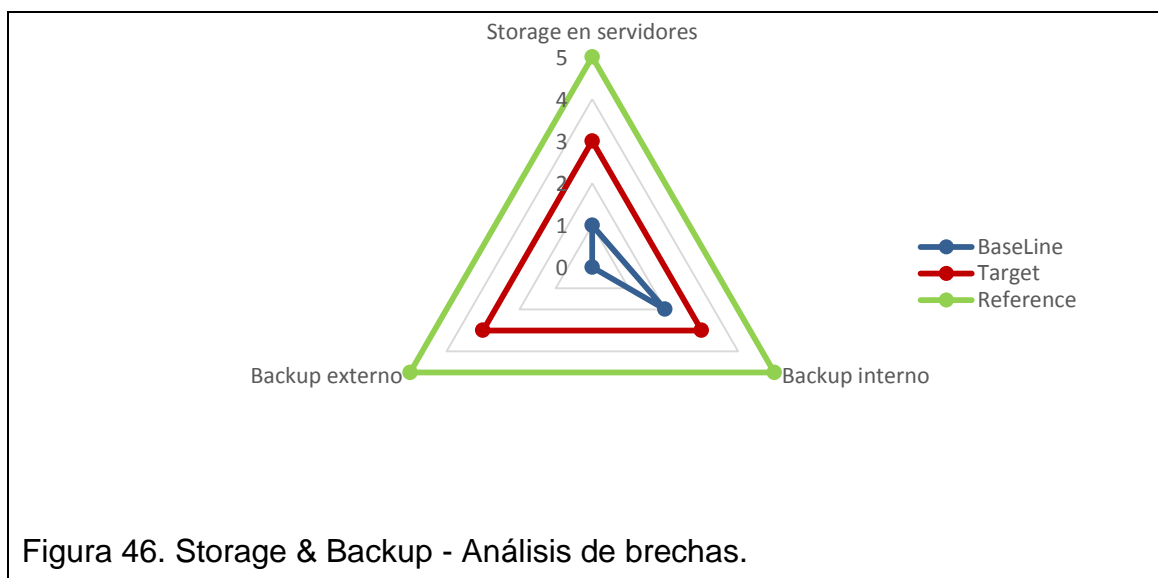 Storage en servidores
5
4
3
2
1
0
BaseLine
Target
Reference
Backup externo
Backup interno
Figura 46. Storage & Backup - Análisis de brechas.